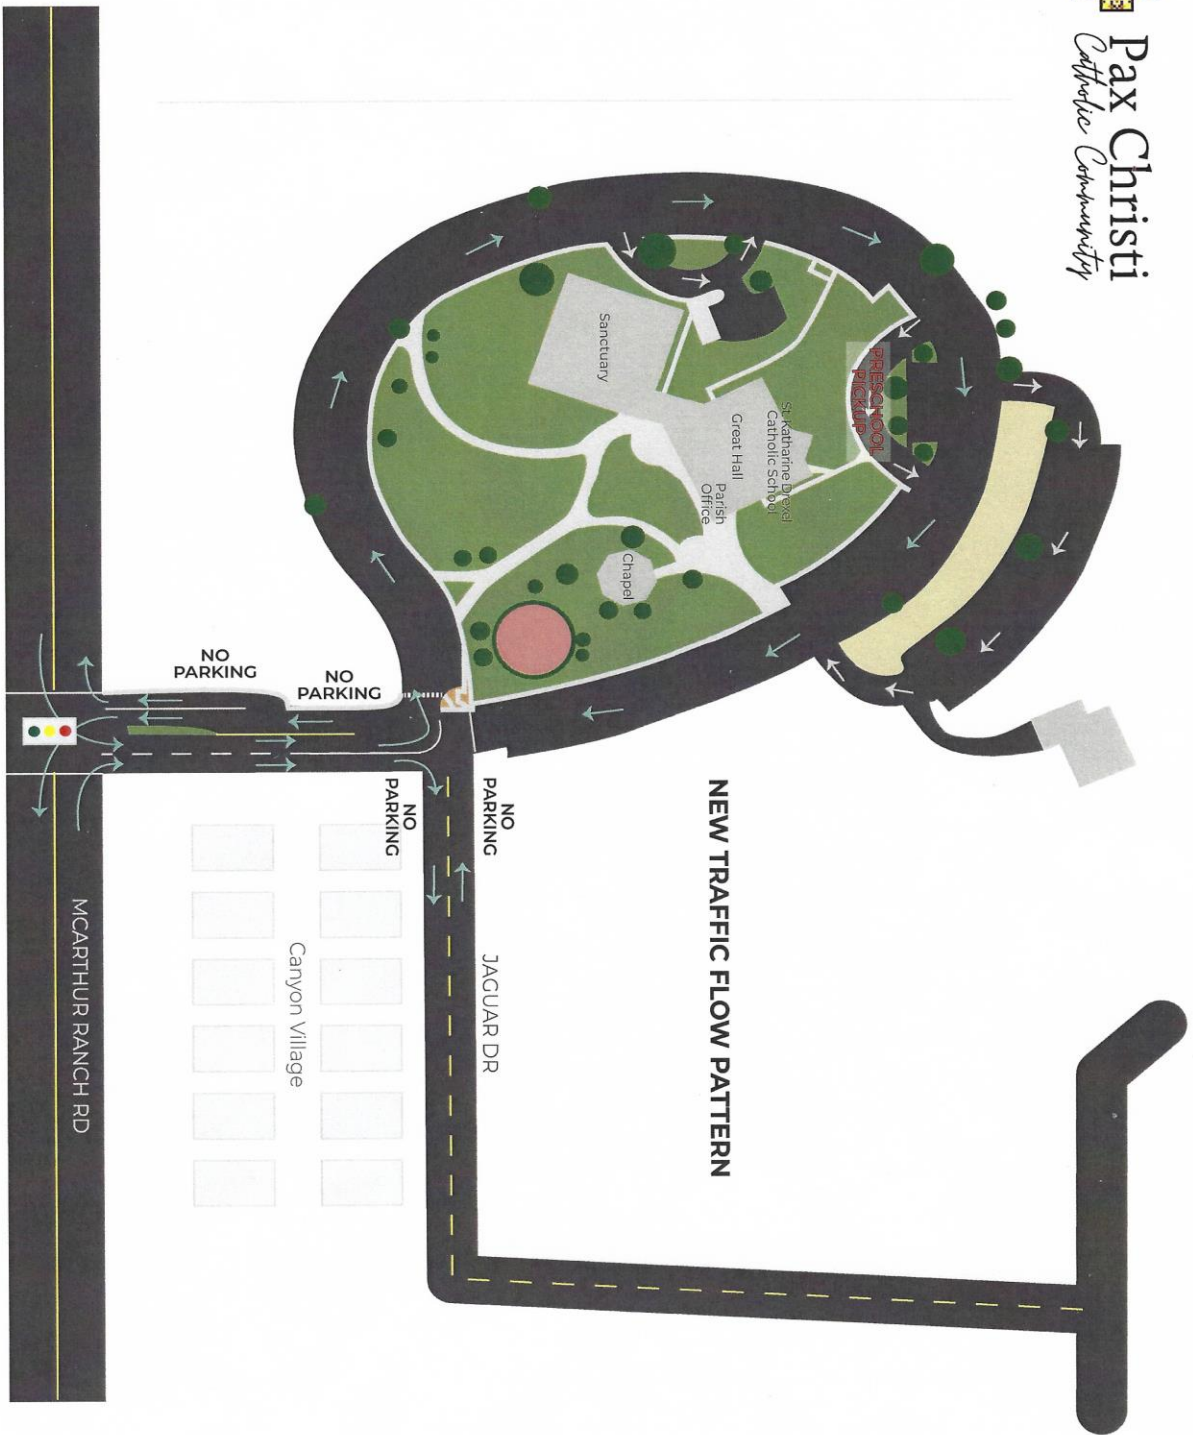 Pax Christi
Catholic Community
NEW TRAFFIC FLOW PATTERN
PRESCHOOL
PICKUP
St. Katharine Drexel
Catholic School
Great Hall
Parish
Office
Sanctuary
Chapel
NO
PARKING
JAGUAR DR
NO
PARKING
NO
PARKING
NO
PARKING
Canyon Village
MCARTHUR RANCH RD